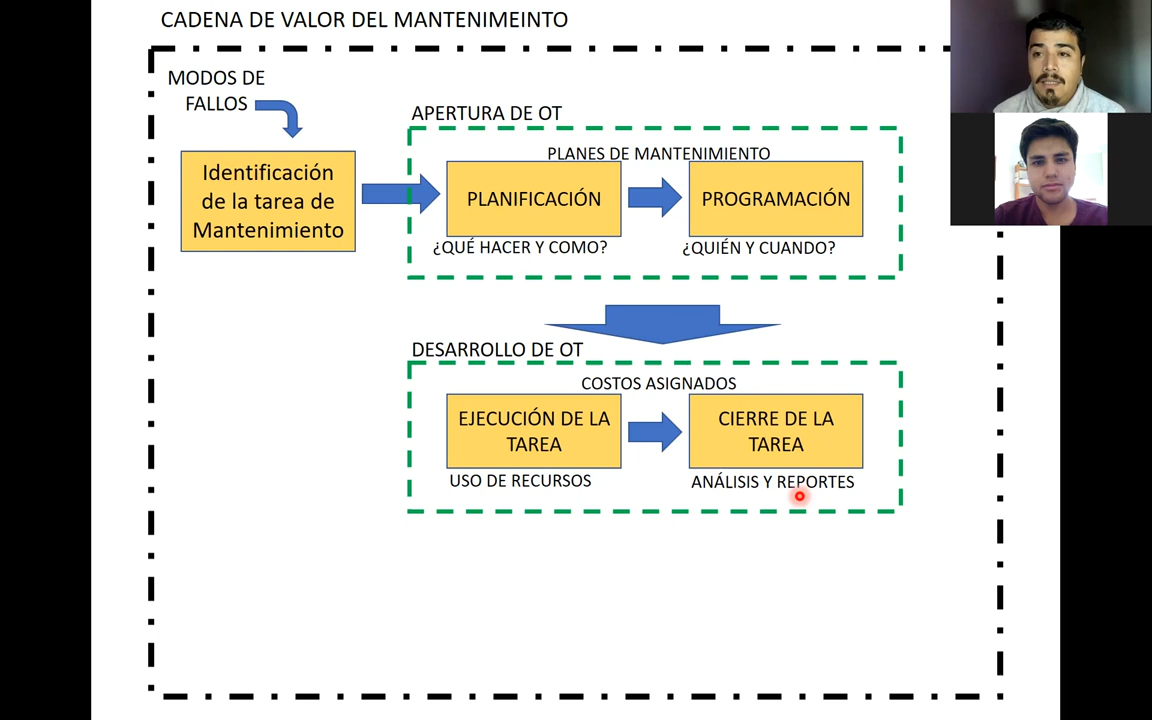 CADENA DE VALOR DEL MANTENIMEINTO
MODOS DE
FALLOS
Identificación
de la tarea de
Mantenimiento
APERTURA DE OT
PLANES DE MANTENIMIENTO
PLANIFICACIÓN
PROGRAMACIÓN
¿QUÉ HACER Y COMO?
¿QUIÉN Y CUANDO?
DESARROLLO DE OT
COSTOS ASIGNADOS
EJECUCIÓN DE LA
TAREA
CIERRE DE LA
TAREA
USO DE RECURSOS
ANÁLISIS Y REPORTES